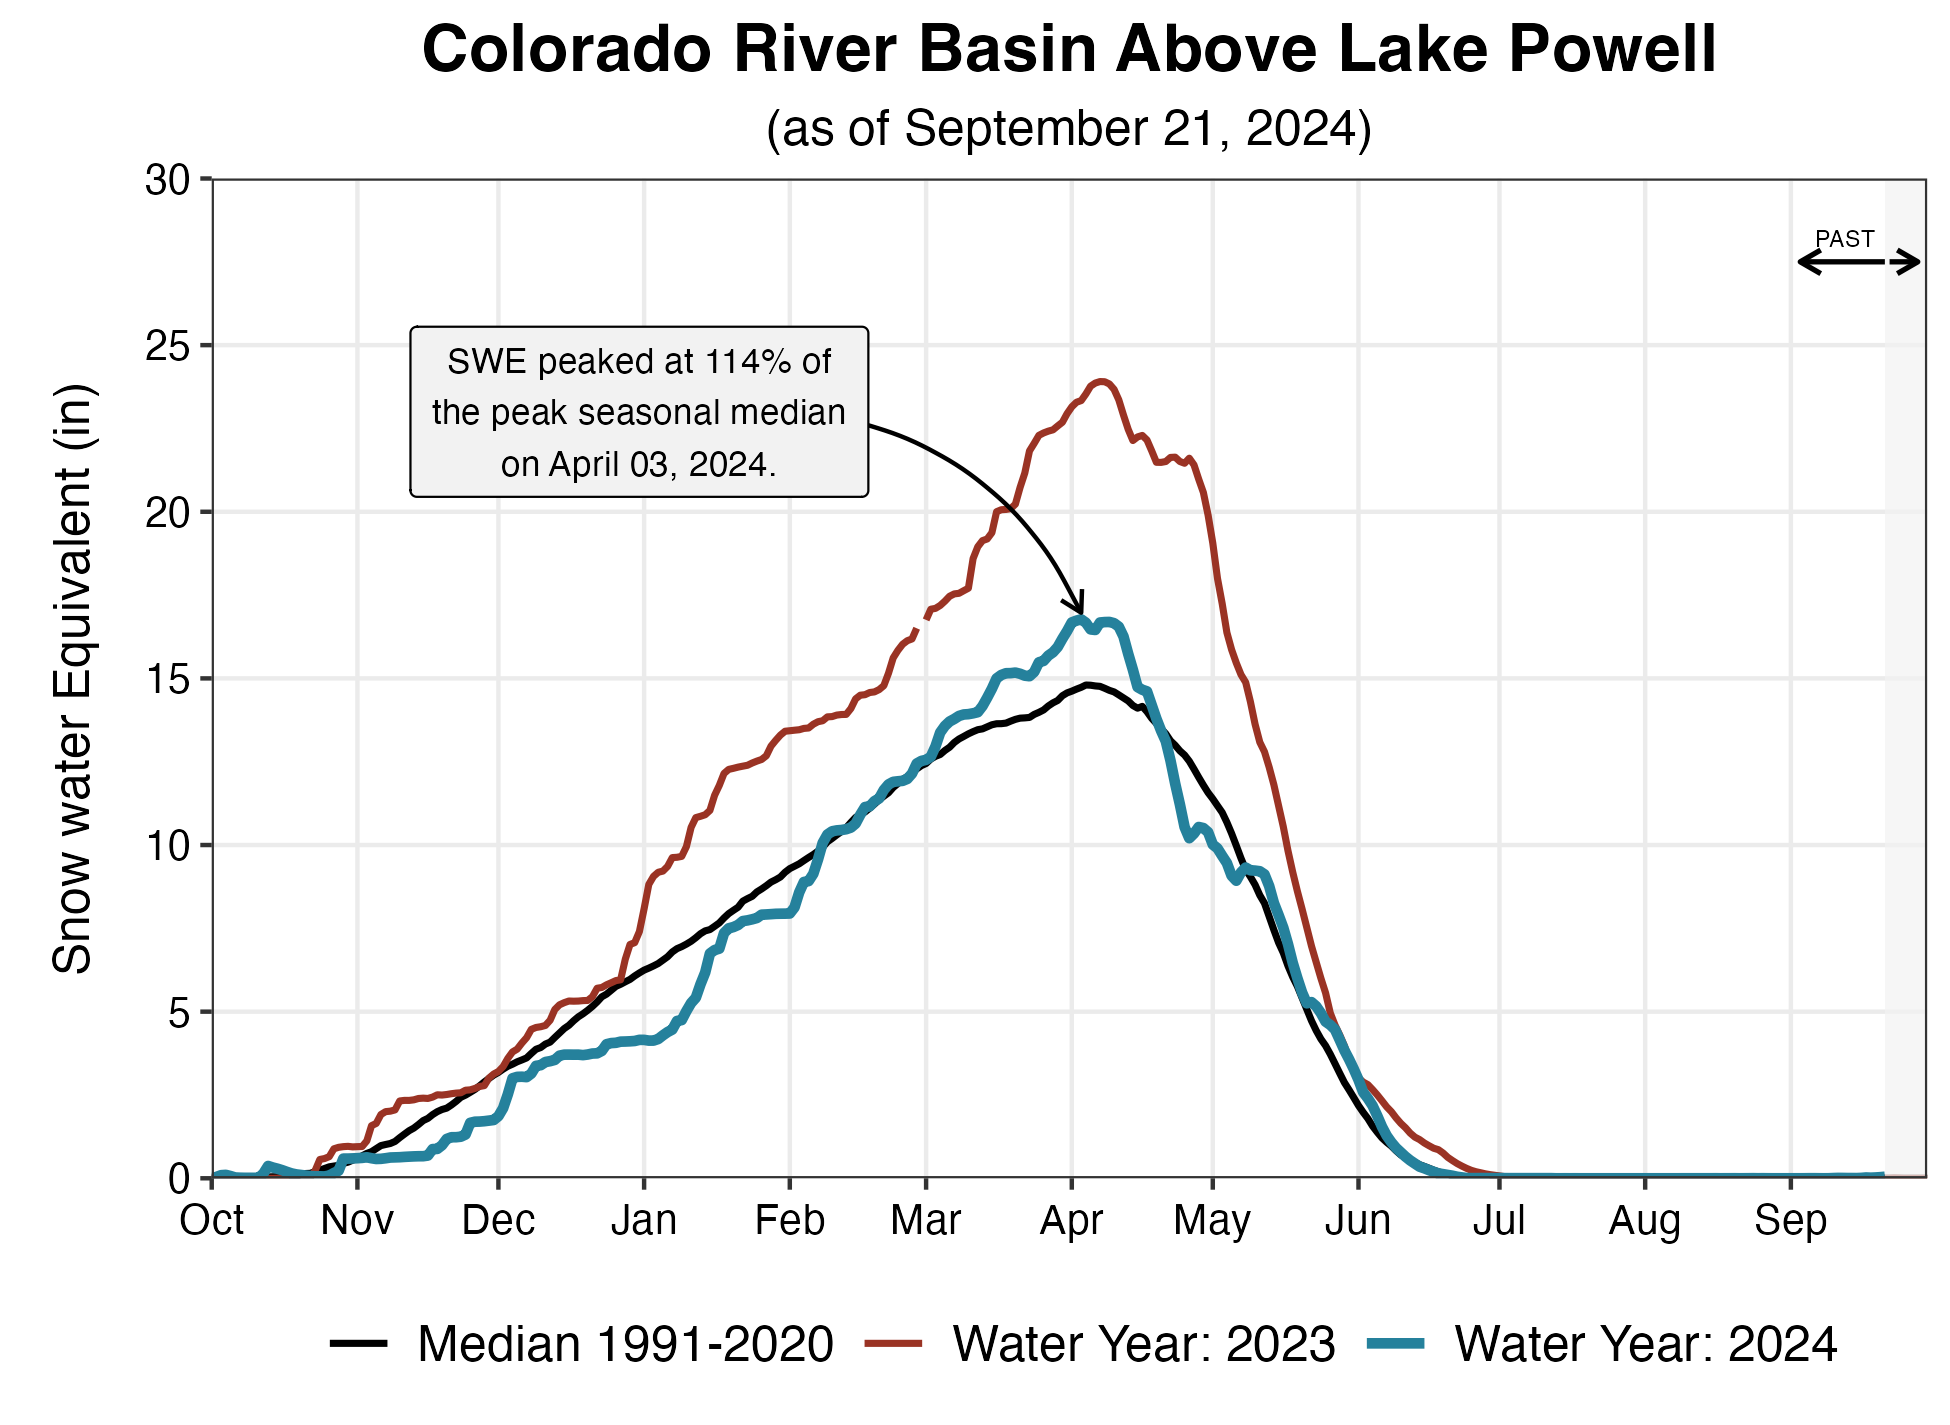 Colorado River Basin Above Lake Powell
(as of September 21, 2024)
Snow water Equivalent (in)
30
25
20
15
10
5
0
PAST
SWE peaked at 114% of
the peak seasonal median
on April 03, 2024.
Oct Nov Dec Jan Feb Mar Apr May Jun Jul Aug Sep
Median 1991-2020 Water Year: 2023 Water Year: 2024